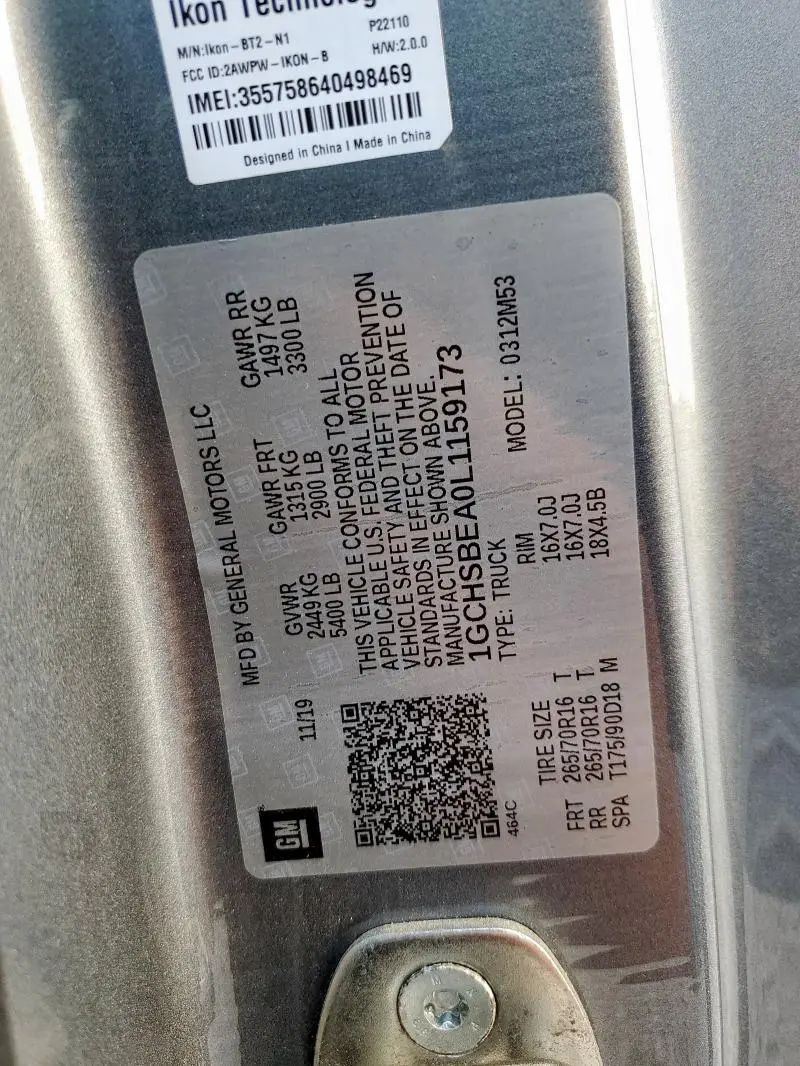 Ikon Technolog
M/N:Ikon-BT2-N1 P22110
FCC ID:2AWPW-IKON-B H/W:2.0.0
IMEI:355758640498469
Designed in China I Made in China
MFD BY GENERAL MOTORS LLC
GM
11/19
GVWR GAWR FRT GAWR RR
2449 KG 1315 KG 1497 KG
5400 LB 2900 LB 3300 LB
THIS VEHICLE CONFORMS TO ALL
APPLICABLE U.S. FEDERAL MOTOR
VEHICLE SAFETY AND THEFT PREVENTION
STANDARDS IN EFFECT ON THE DATE OF
MANUFACTURE SHOWN ABOVE.
1GCHSBEA0L1159173
TYPE: TRUCK MODEL: 0312M53
464C
TIRE SIZE RIM
FRT 265/70R16 T 16X7.0J
RR 265/70R16 T 16X7.0J
SPA T175/90D18 M 18X4.5B